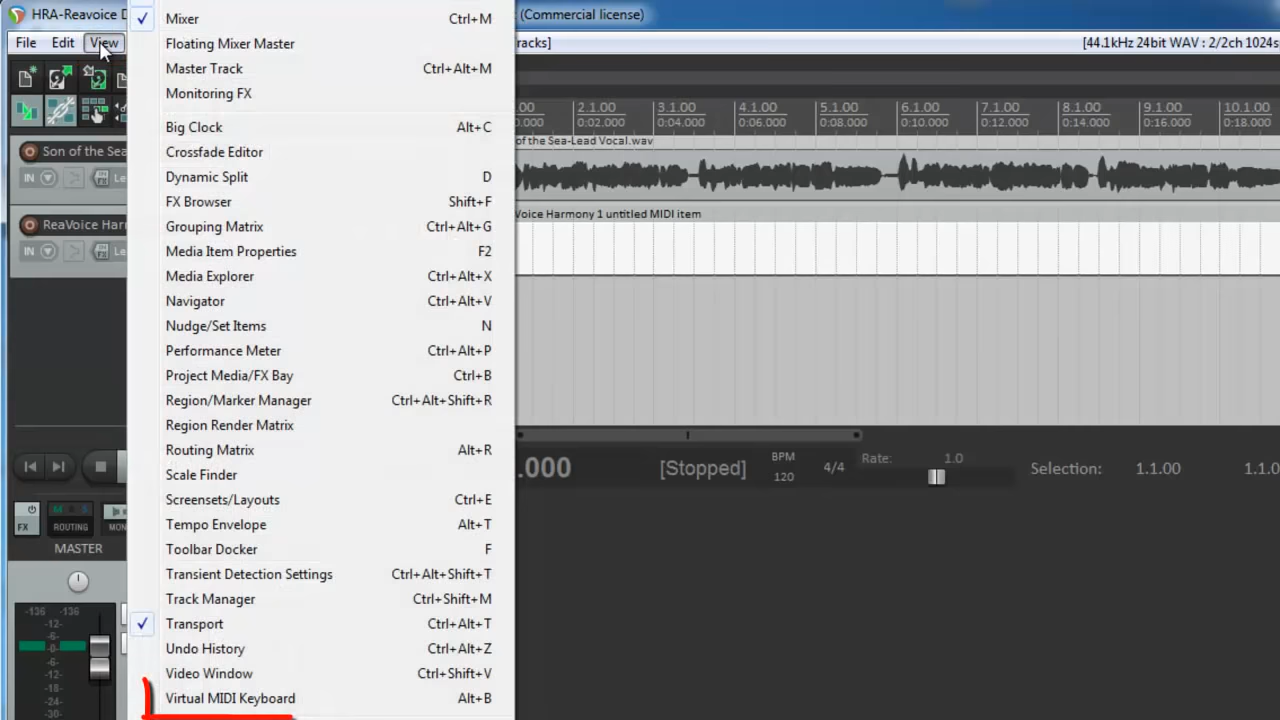 HRA-Reavoice D
(Commercial license)
File Edit View
racks]
[44.1kHz 24bit WAV : 2/2ch 1024s
Mixer Ctrl+M
Floating Mixer Master
Master Track Ctrl+Alt+M
Monitoring FX
Big Clock Alt+C
Crossfade Editor
Dynamic Split D
FX Browser Shift+F
Grouping Matrix Ctrl+Alt+G
Media Item Properties F2
Media Explorer Ctrl+Alt+X
Navigator Ctrl+Alt+V
Nudge/Set Items N
Performance Meter Ctrl+Alt+P
Project Media/FX Bay Ctrl+B
Region/Marker Manager Ctrl+Alt+Shift+R
Region Render Matrix
Routing Matrix Alt+R
Scale Finder
Screensets/Layouts Ctrl+E
Tempo Envelope Alt+T
Toolbar Docker F
Transient Detection Settings Ctrl+Alt+Shift+T
Track Manager Ctrl+Shift+M
Transport Ctrl+Alt+T
Undo History Ctrl+Alt+Z
Video Window Ctrl+Shift+V
Virtual MIDI Keyboard Alt+B
.00 2.1.00 3.1.00 4.1.00 5.1.00 6.1.00 7.1.00 8.1.00 9.1.00 10.1.00
0.000 0:02.000 0:04.000 0:06.000 0:08.000 0:10.000 0:12.000 0:14.000 0:16.000 0:18.000
Son of the Sea
of the Sea-Lead Vocal.wav
IN Le
ReaVoice Har
Voice Harmony 1 untitled MIDI item
IN Le
.000 [Stopped] BPM 120 4/4 Rate: 1.0 Selection: 1.1.00 1.1.0
FX M S ROUTING MON
MASTER
-136 -136
-12-
-6-
-0-
-6-
-12-
-18-
-24-
-30-